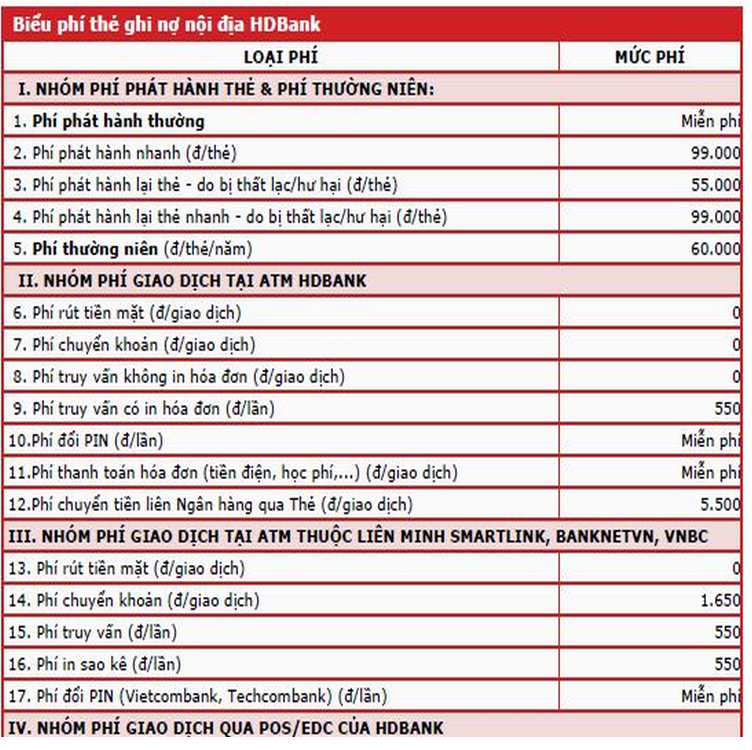 Biểu phí thẻ ghi nợ nội địa HDBank
LOẠI PHÍ MỨC PHÍ
I. NHÓM PHÍ PHÁT HÀNH THẺ & PHÍ THƯỜNG NIÊN:
1. Phí phát hành thường Miễn phí
2. Phí phát hành nhanh (đ/thẻ) 99.000
3. Phí phát hành lại thẻ - do bị thất lạc/hư hại (đ/thẻ) 55.000
4. Phí phát hành lại thẻ nhanh - do bị thất lạc/hư hại (đ/thẻ) 99.000
5. Phí thường niên (đ/thẻ/năm) 60.000
II. NHÓM PHÍ GIAO DỊCH TẠI ATM HDBANK
6. Phí rút tiền mặt (đ/giao dịch) 0
7. Phí chuyển khoản (đ/giao dịch) 0
8. Phí truy vấn không in hóa đơn (đ/giao dịch) 0
9. Phí truy vấn có in hóa đơn (đ/lần) 550
10.Phí đổi PIN (đ/lần) Miễn phí
11.Phí thanh toán hóa đơn (tiền điện, học phí,...) (đ/giao dịch) Miễn phí
12.Phí chuyển tiền liên Ngân hàng qua Thẻ (đ/giao dịch) 5.500
III. NHÓM PHÍ GIAO DỊCH TẠI ATM THUỘC LIÊN MINH SMARTLINK, BANKNETVN, VNBC
13. Phí rút tiền mặt (đ/giao dịch) 0
14. Phí chuyển khoản (đ/giao dịch) 1.650
15. Phí truy vấn (đ/lần) 550
16. Phí in sao kê (đ/lần) 550
17. Phí đổi PIN (Vietcombank, Techcombank) (đ/lần) Miễn phí
IV. NHÓM PHÍ GIAO DỊCH QUA POS/EDC CỦA HDBANK